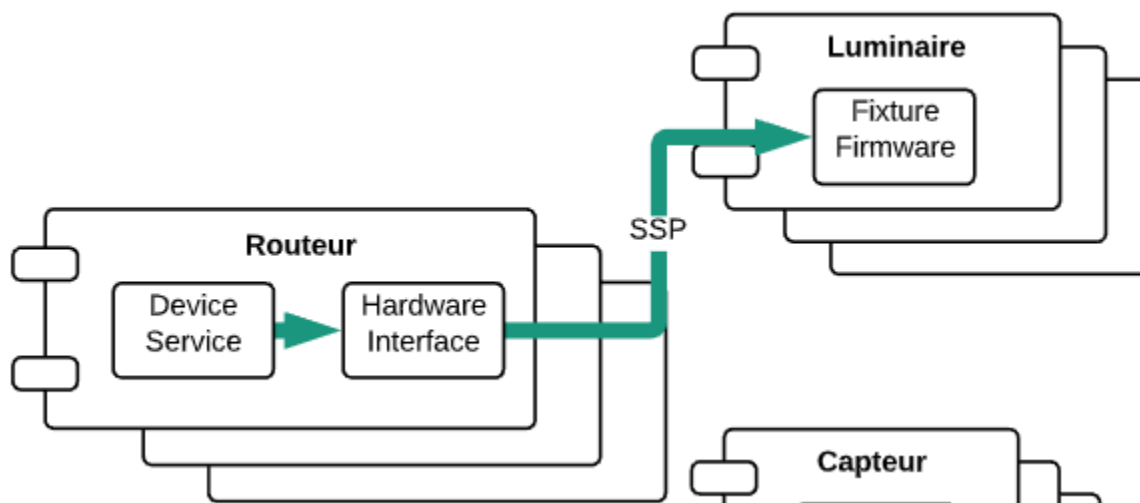 Luminaire
Fixture
Firmware
SSP
Routeur
Device
Service
Hardware
Interface
Capteur